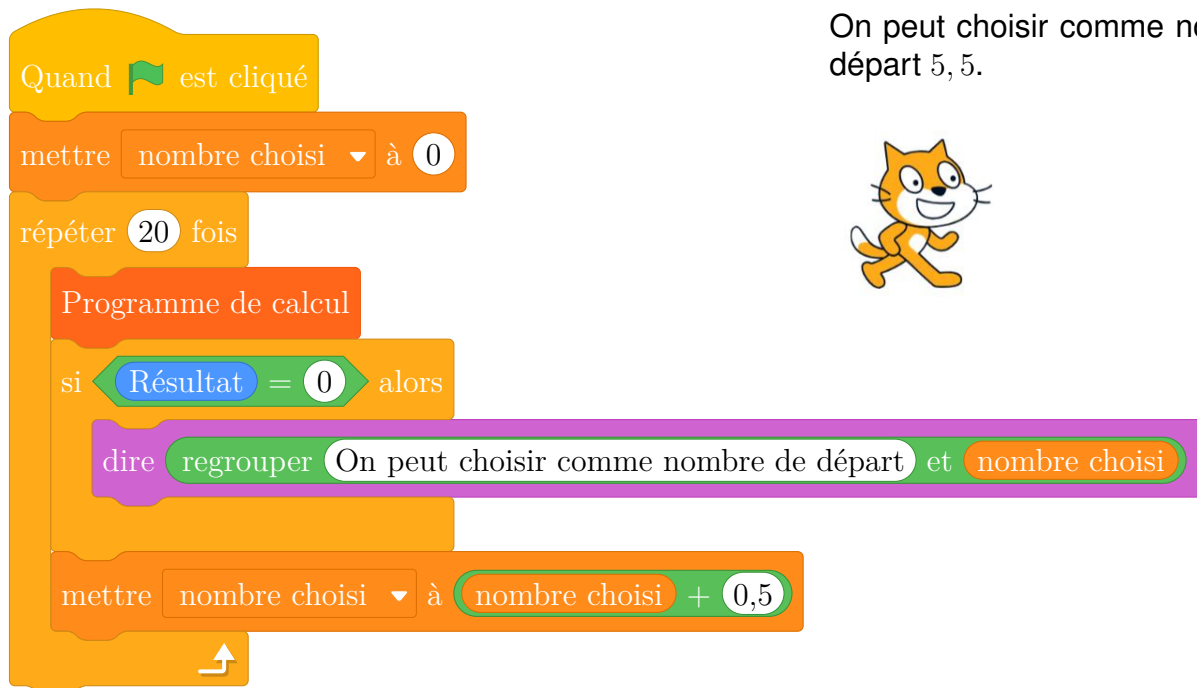 On peut choisir comme
départ 5, 5.
Quand est cliqué
mettre nombre choisi à 0
répéter 20 fois
Programme de calcul
si Résultat = 0 alors
dire regrouper On peut choisir comme nombre de départ et nombre choisi
mettre nombre choisi à nombre choisi + 0,5